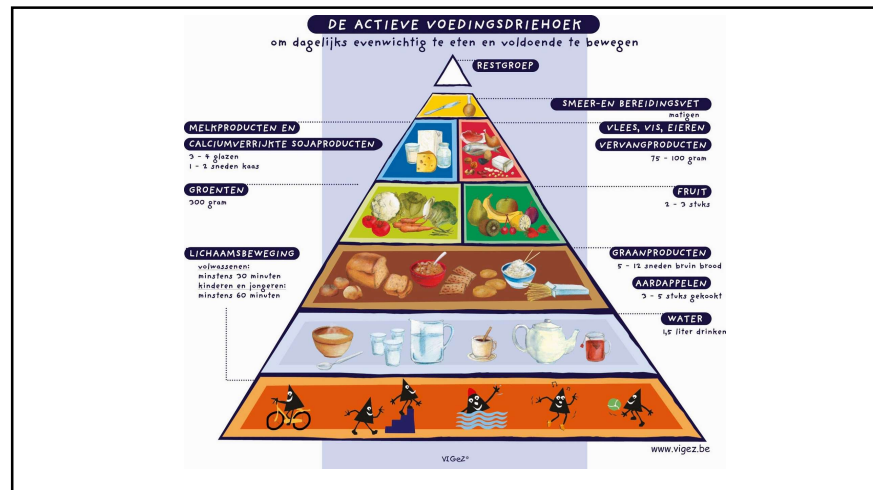 DE ACTIEVE VOEDINGSDRIEHOEK
om dagelijks evenwichtig te eten en voldoende te bewegen
RESTGROEP
SMEER-EN BEREIDINGSVET
matigen
MELKPRODUCTEN EN
CALCIUMVERRIJKTE SOJAPRODUCTEN
3 - 4 glazen
1 - 2 sneden kaas
VLEES, VIS, EIEREN
VERVANGPRODUCTEN
75 - 100 gram
GROENTEN
300 gram
FRUIT
2 - 3 stuks
LICHAAMSBEWEGING
volwassenen:
minstens 30 minuten
kinderen en jongeren:
minstens 60 minuten
GRAANPRODUCTEN
5 - 12 sneden bruin brood
AARDAPPELEN
3 - 5 stuks gekookt
WATER
1,5 liter drinken
www.vigez.be
VIGeZ®